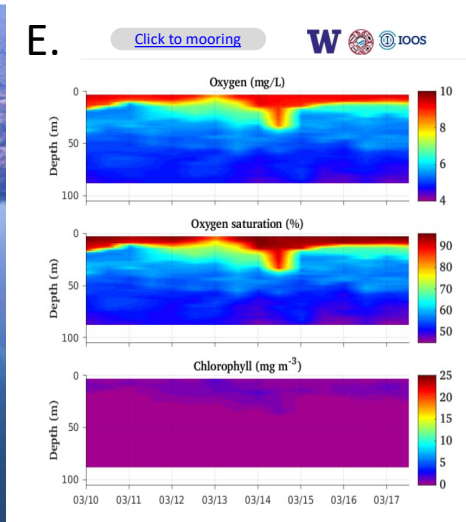 E.
Click to mooring
W
IOOS
Oxygen (mg/L)
0
50
100
Depth (m)
10
8
6
4
Oxygen saturation (%)
0
50
100
Depth (m)
90
80
70
60
50
Chlorophyll (mg m⁻³)
0
50
100
Depth (m)
25
20
15
10
5
0
03/10 03/11 03/12 03/13 03/14 03/15 03/16 03/17